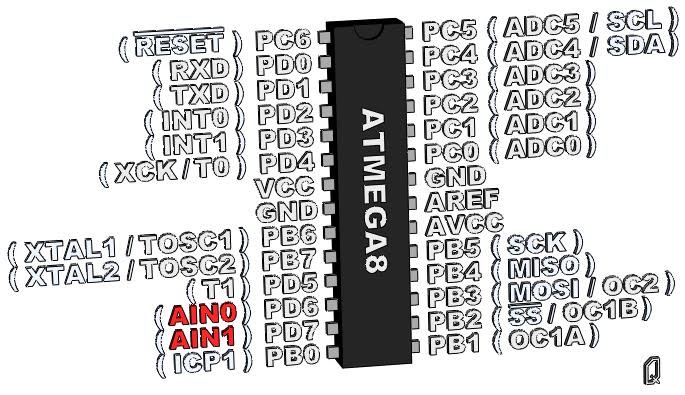 ( RESET ) PC6
( RXD ) PD0
( TXD ) PD1
( INT0 ) PD2
( INT1 ) PD3
( XCK / T0 ) PD4
VCC
GND
( XTAL1 / TOSC1 ) PB6
( XTAL2 / TOSC2 ) PB7
( T1 ) PD5
( AIN0 ) PD6
( AIN1 ) PD7
( ICP1 ) PB0
ATMEGA8
PC5 ( ADC5 / SCL )
PC4 ( ADC4 / SDA )
PC3 ( ADC3 )
PC2 ( ADC2 )
PC1 ( ADC1 )
PC0 ( ADC0 )
GND
AREF
AVCC
PB5 ( SCK )
PB4 ( MISO )
PB3 ( MOSI / OC2 )
PB2 ( SS / OC1B )
PB1 ( OC1A )